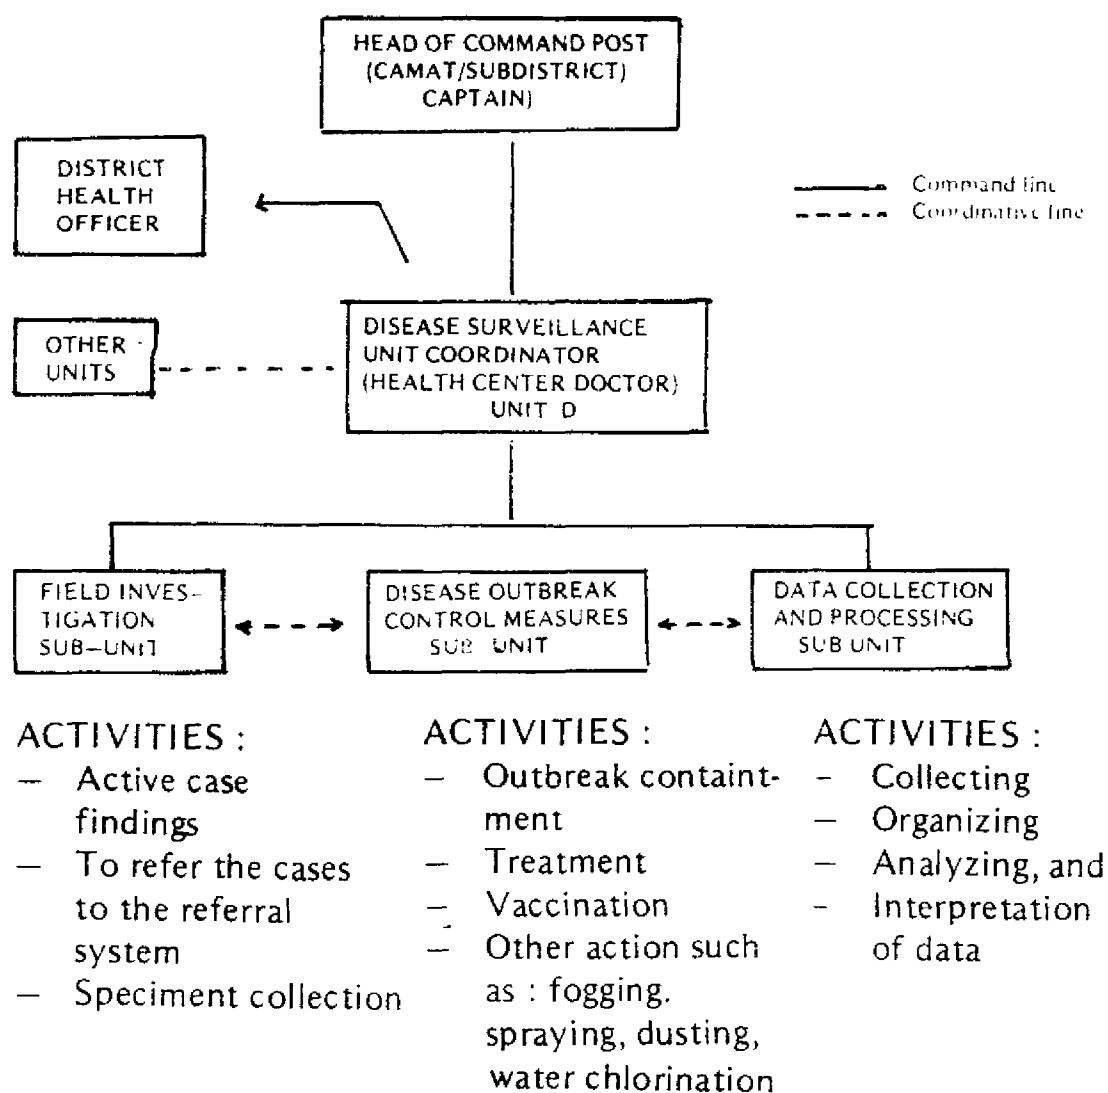 HEAD OF COMMAND POST
(CAMAT/SUBDISTRICT)
CAPTAIN)
DISTRICT
HEALTH
OFFICER
Command line
Coordinative line
OTHER
UNITS
DISEASE SURVEILLANCE
UNIT COORDINATOR
(HEALTH CENTER DOCTOR)
UNIT D
FIELD INVES-
TIGATION
SUB-UNIT
DISEASE OUTBREAK
CONTROL MEASURES
SUB UNIT
DATA COLLECTION
AND PROCESSING
SUB UNIT
ACTIVITIES :
— Active case
findings
— To refer the cases
to the referral
system
— Speciment collection
ACTIVITIES :
— Outbreak containt-
ment
— Treatment
— Vaccination
— Other action such
as : fogging.
spraying, dusting,
water chlorination
ACTIVITIES :
– Collecting
— Organizing
— Analyzing, and
– Interpretation
of data